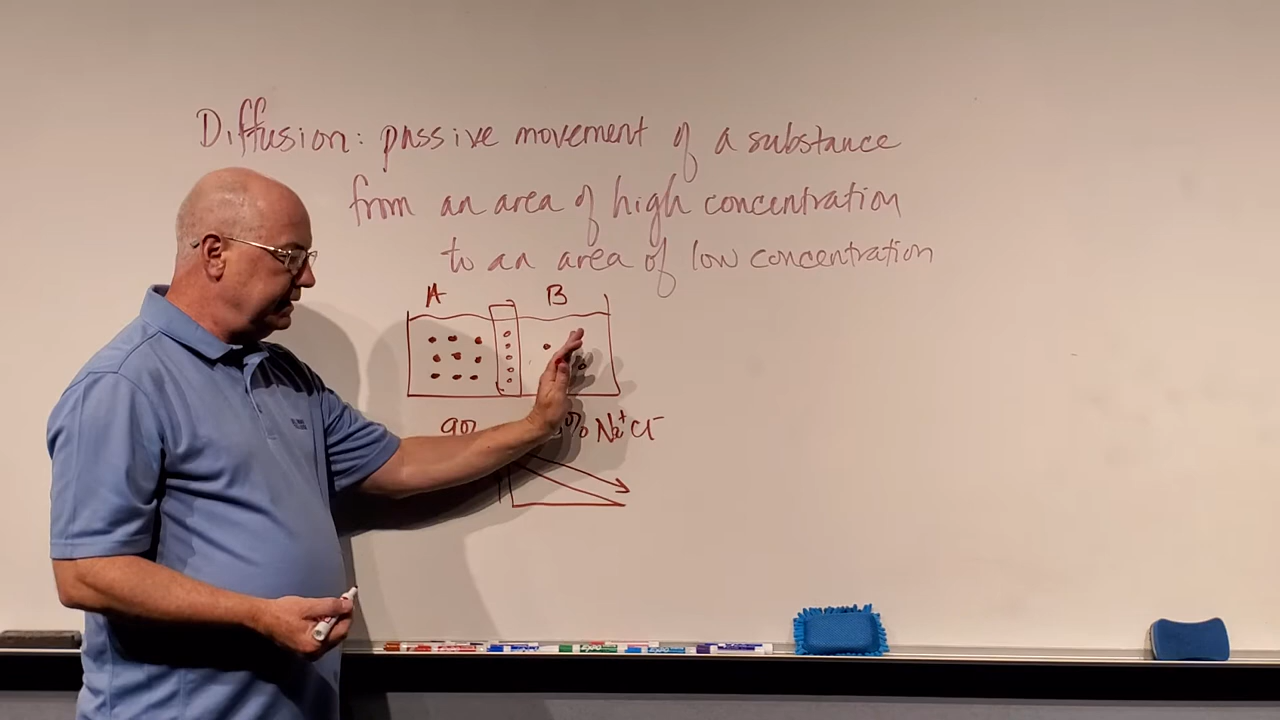 Diffusion: passive movement of a substance
from an area of high concentration
to an area of low concentration
A B
90 % Na⁺Cl⁻